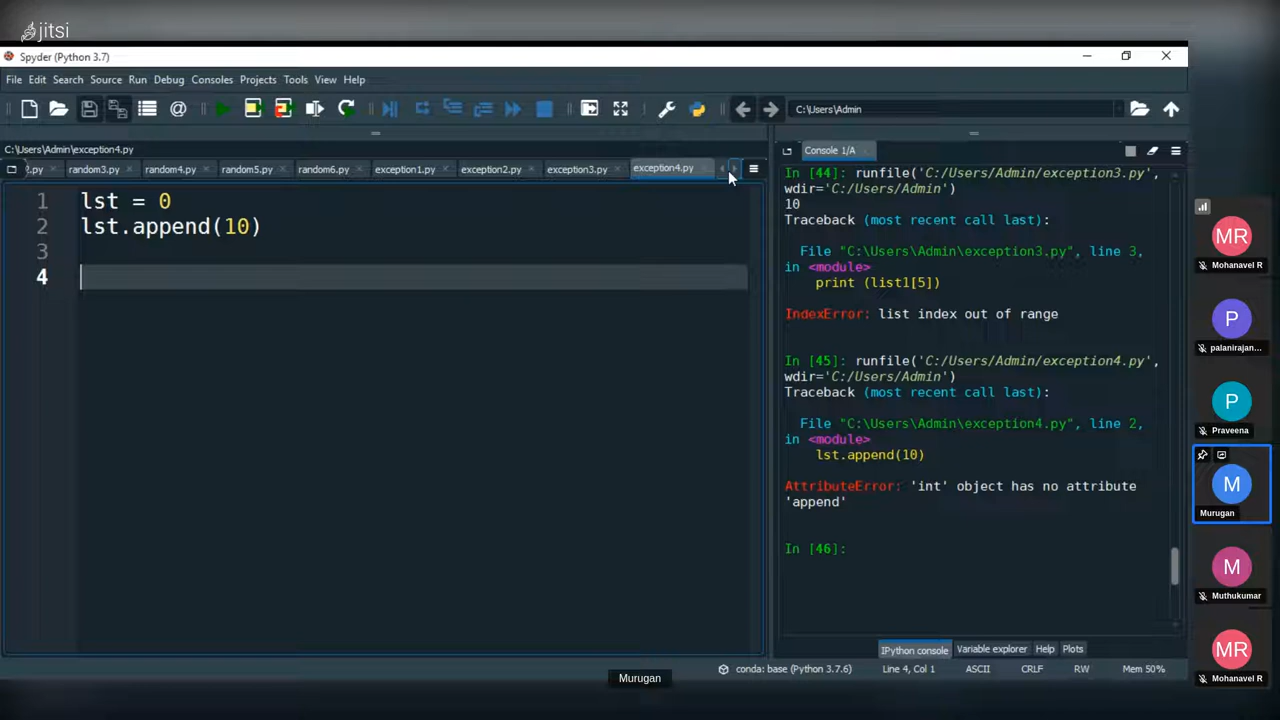 jitsi
Spyder (Python 3.7)
File Edit Search Source Run Debug Consoles Projects Tools View Help
C:\Users\Admin
C:\Users\Admin\exception4.py
2.py random3.py random4.py random5.py random6.py exception1.py exception2.py exception3.py exception4.py
1 lst = 0
2 lst.append(10)
3
4
Console 1/A
In [44]: runfile('C:/Users/Admin/exception3.py',
wdir='C:/Users/Admin')
10
Traceback (most recent call last):
File "C:\Users\Admin\exception3.py", line 3,
in <module>
print (list1[5])
IndexError: list index out of range
In [45]: runfile('C:/Users/Admin/exception4.py',
wdir='C:/Users/Admin')
Traceback (most recent call last):
File "C:\Users\Admin\exception4.py", line 2,
in <module>
lst.append(10)
AttributeError: 'int' object has no attribute
'append'
In [46]:
IPython console Variable explorer Help Plots
conda: base (Python 3.7.6) Line 4, Col 1 ASCII CRLF RW Mem 50%
Murugan
MR
Mohanavel R
P
palanirajan...
P
Praveena
M
Murugan
M
Muthukumar
MR
Mohanavel R